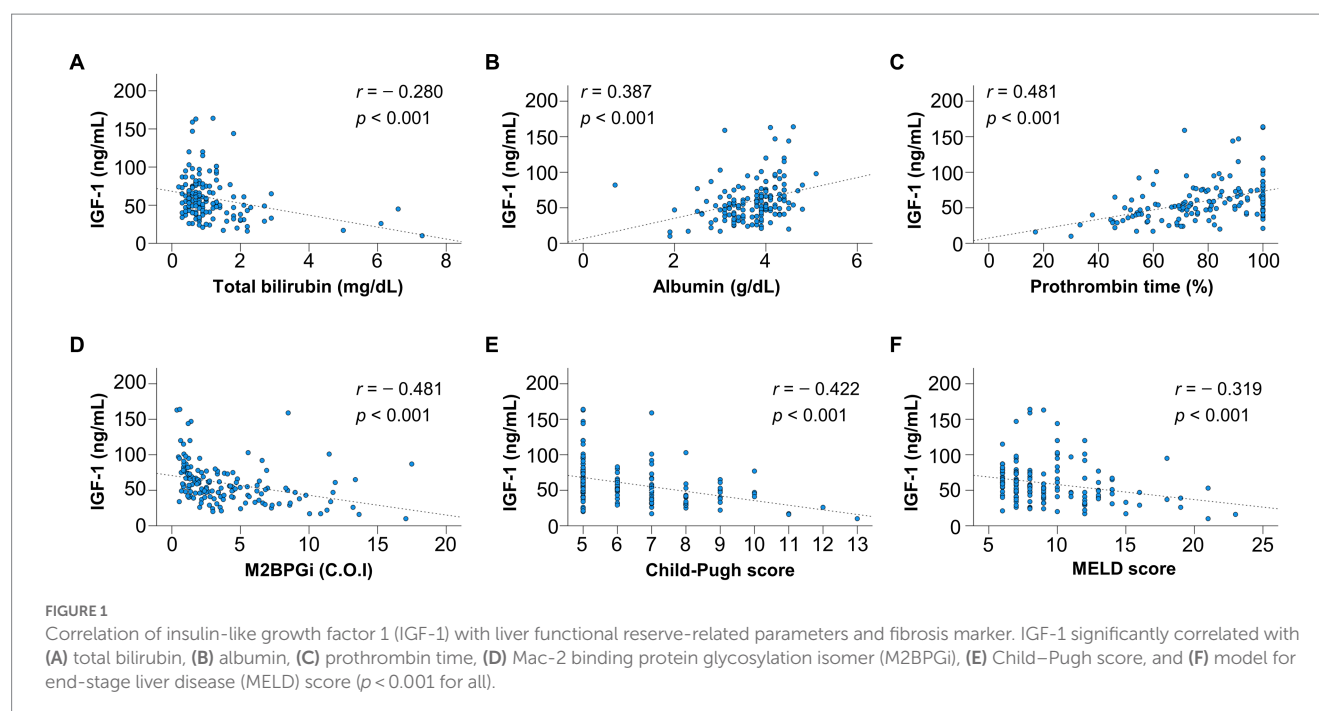 A
r = − 0.280
p < 0.001
IGF-1 (ng/mL)
200
150
100
50
0
0 2 4 6 8
Total bilirubin (mg/dL)
B
r = 0.387
p < 0.001
IGF-1 (ng/mL)
200
150
100
50
0
0 2 4 6
Albumin (g/dL)
C
r = 0.481
p < 0.001
IGF-1 (ng/mL)
200
150
100
50
0
0 20 40 60 80 100
Prothrombin time (%)
D
r = − 0.481
p < 0.001
IGF-1 (ng/mL)
200
150
100
50
0
0 5 10 15 20
M2BPGi (C.O.I)
E
r = − 0.422
p < 0.001
IGF-1 (ng/mL)
200
150
100
50
0
5 6 7 8 9 10 11 12 13
Child-Pugh score
F
r = − 0.319
p < 0.001
IGF-1 (ng/mL)
200
150
100
50
0
5 10 15 20 25
MELD score
FIGURE 1
Correlation of insulin-like growth factor 1 (IGF-1) with liver functional reserve-related parameters and fibrosis marker. IGF-1 significantly correlated with
(A) total bilirubin, (B) albumin, (C) prothrombin time, (D) Mac-2 binding protein glycosylation isomer (M2BPGi), (E) Child–Pugh score, and (F) model for
end-stage liver disease (MELD) score (p < 0.001 for all).